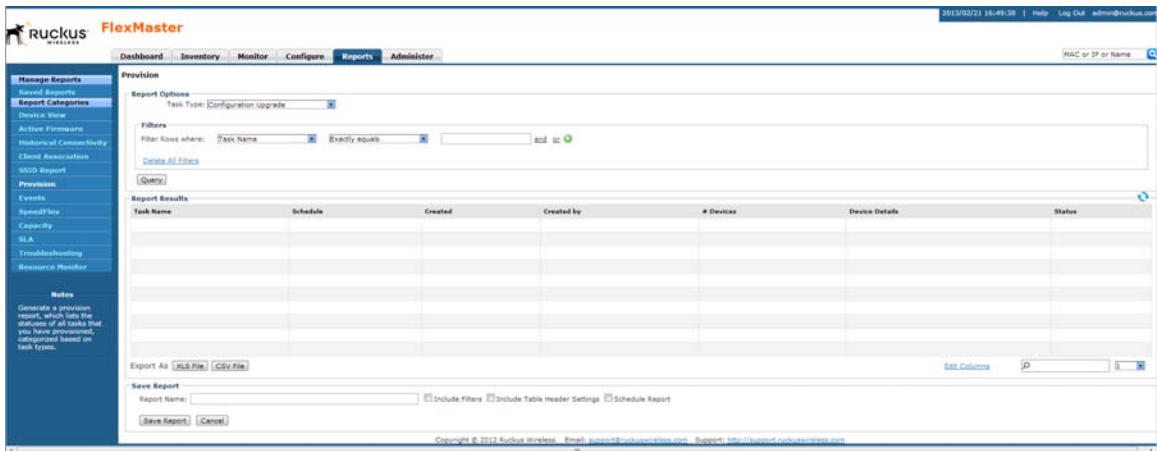 2013/02/21 16:49:38 | Help Log Out admin@ruckus.com
Ruckus WIRELESS
FlexMaster
Dashboard Inventory Monitor Configure Reports Administer
MAC or IP or Name
Manage Reports
Saved Reports
Report Categories
Device View
Active Firmware
Historical Connectivity
Client Association
SSID Report
Provision
Events
SpeedFlex
Capacity
SLA
Troubleshooting
Resource Monitor
Notes
Generate a provision
report, which lists the
statuses of all tasks that
you have provisioned,
categorized based on
task types.
Provision
Report Options
Task Type: Configuration Upgrade
Filters
Filter Rows where: Task Name Exactly equals and or
Delete All Filters
Query
Report Results
Task Name Schedule Created Created by # Devices Device Details Status
Export As XLS File CSV File Edit Columns 1
Save Report
Report Name: Include Filters Include Table Header Settings Schedule Report
Save Report Cancel
Copyright © 2012 Ruckus Wireless. Email: support@ruckuswireless.com Support: http://support.ruckuswireless.com